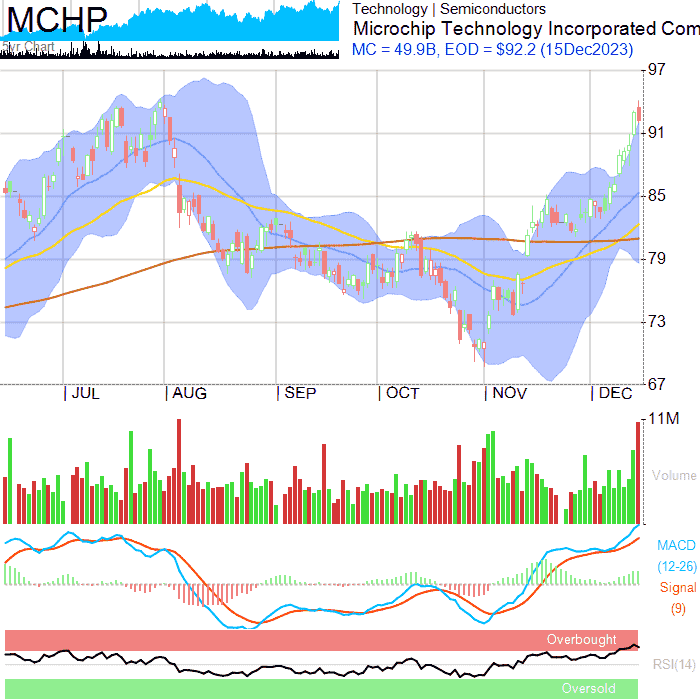 MCHP
5yr Chart
Technology | Semiconductors
Microchip Technology Incorporated Com
MC = 49.9B, EOD = $92.2 (15Dec2023)
97
91
85
79
73
67
| JUL | AUG | SEP | OCT | NOV | DEC
11M
Volume
MACD
(12-26)
Signal
(9)
Overbought
RSI(14)
Oversold